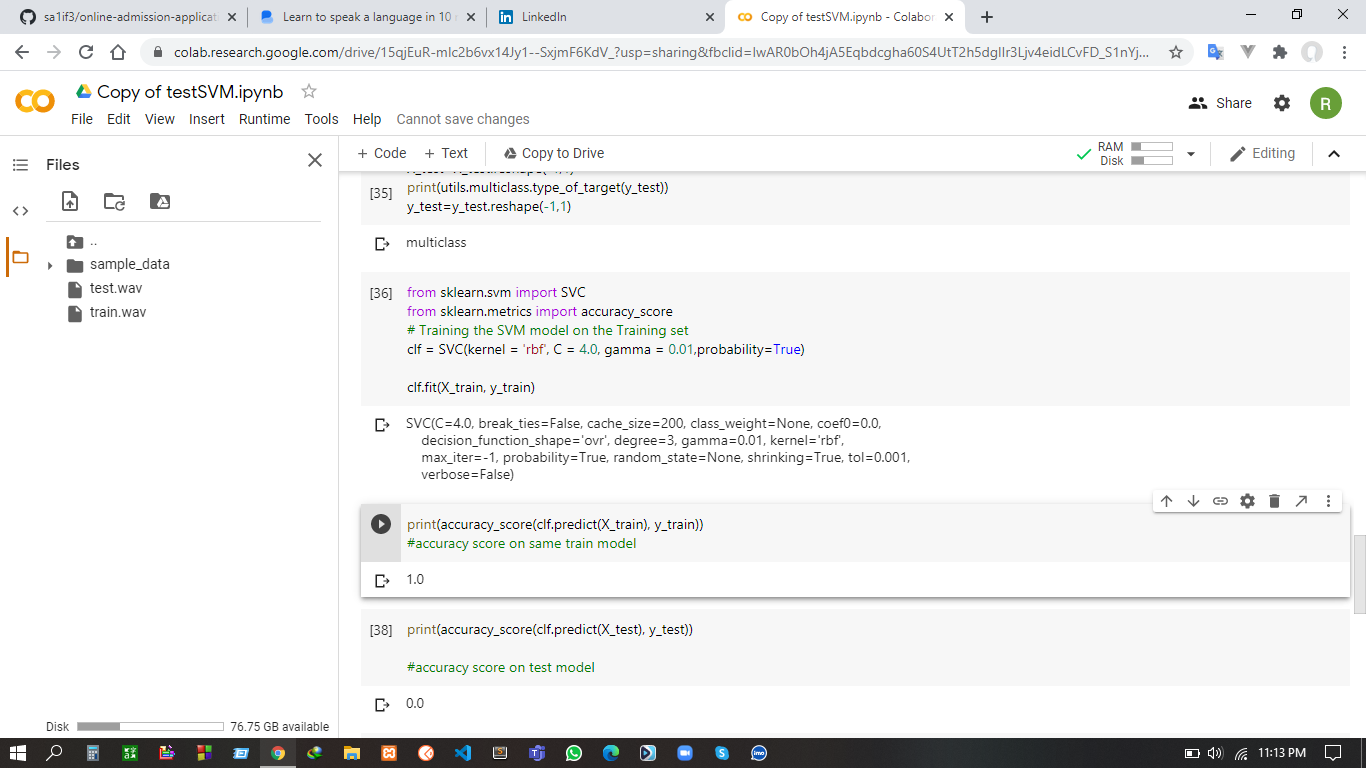 sa1if3/online-admission-applicat
Learn to speak a language in 10 m
LinkedIn
Copy of testSVM.ipynb - Colabor
colab.research.google.com/drive/15qjEuR-mIc2b6vx14Jy1--SxjmF6KdV_?usp=sharing&fbclid=IwAR0bOh4jA5Eqbdcgha60S4UtT2h5dgIIr3Ljv4eidLCvFD_S1nYj...
Copy of testSVM.ipynb
Share
R
File Edit View Insert Runtime Tools Help Cannot save changes
Files
+ Code + Text Copy to Drive
RAM
Disk
Editing
..
sample_data
test.wav
train.wav
[35]
print(utils.multiclass.type_of_target(y_test))
y_test=y_test.reshape(-1,1)
multiclass
[36] from sklearn.svm import SVC
from sklearn.metrics import accuracy_score
# Training the SVM model on the Training set
clf = SVC(kernel = 'rbf', C = 4.0, gamma = 0.01,probability=True)
clf.fit(X_train, y_train)
SVC(C=4.0, break_ties=False, cache_size=200, class_weight=None, coef0=0.0,
decision_function_shape='ovr', degree=3, gamma=0.01, kernel='rbf',
max_iter=-1, probability=True, random_state=None, shrinking=True, tol=0.001,
verbose=False)
print(accuracy_score(clf.predict(X_train), y_train))
#accuracy score on same train model
1.0
[38] print(accuracy_score(clf.predict(X_test), y_test))
#accuracy score on test model
0.0
Disk 76.75 GB available
11:13 PM